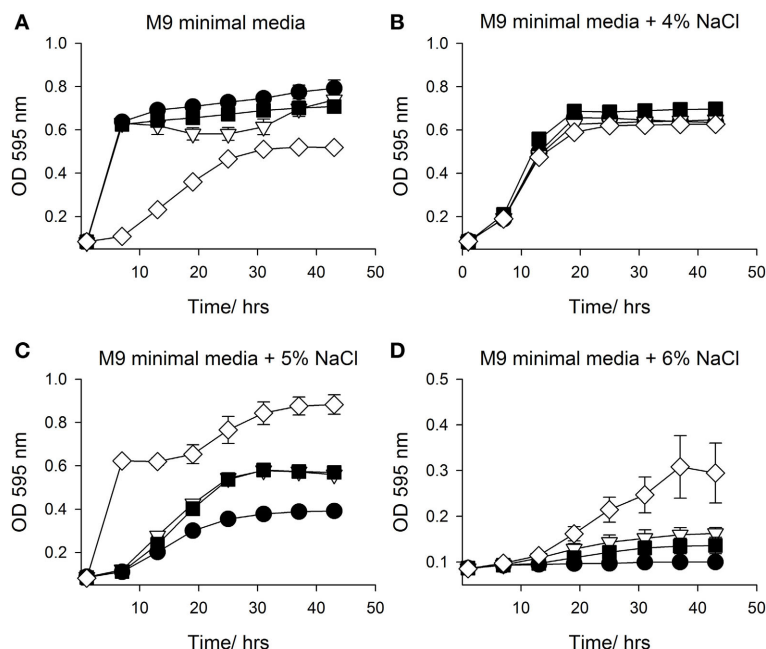 A
M9 minimal media
1.0
0.8
0.6
0.4
0.2
OD 595 nm
10 20 30 40 50
Time/ hrs
B
M9 minimal media + 4% NaCl
1.0
0.8
0.6
0.4
0.2
OD 595 nm
0 10 20 30 40 50
Time/ hrs
C
M9 minimal media + 5% NaCl
1.0
0.8
0.6
0.4
0.2
OD 595 nm
10 20 30 40 50
Time/ hrs
D
M9 minimal media + 6% NaCl
0.5
0.4
0.3
0.2
0.1
OD 595 nm
10 20 30 40 50
Time/ hrs